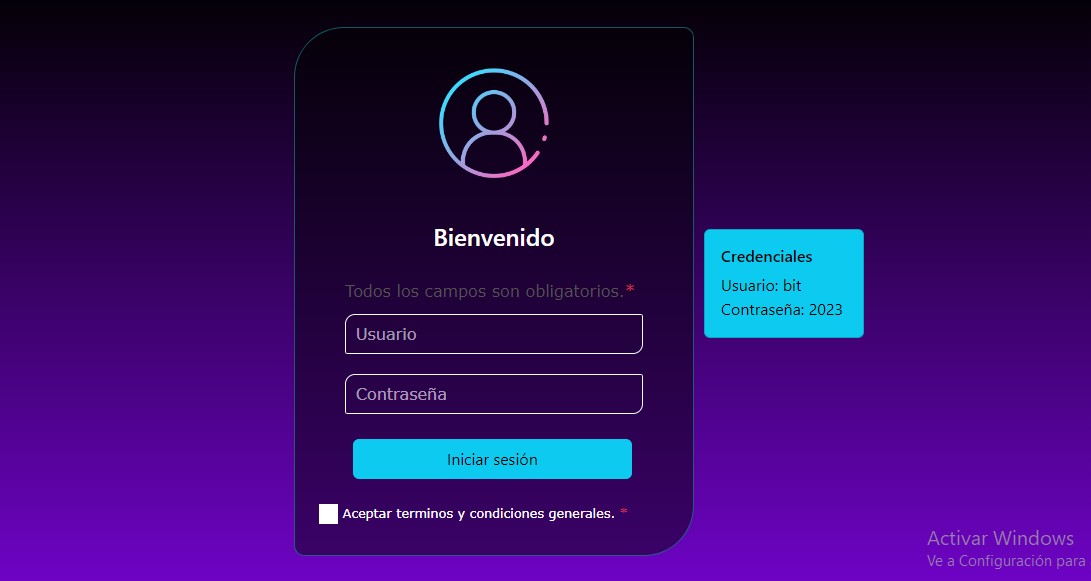 Bienvenido
Todos los campos son obligatorios.*
Usuario
Contraseña
Iniciar sesión
Aceptar terminos y condiciones generales. *
Credenciales
Usuario: bit
Contraseña: 2023
Activar Windows
Ve a Configuración para